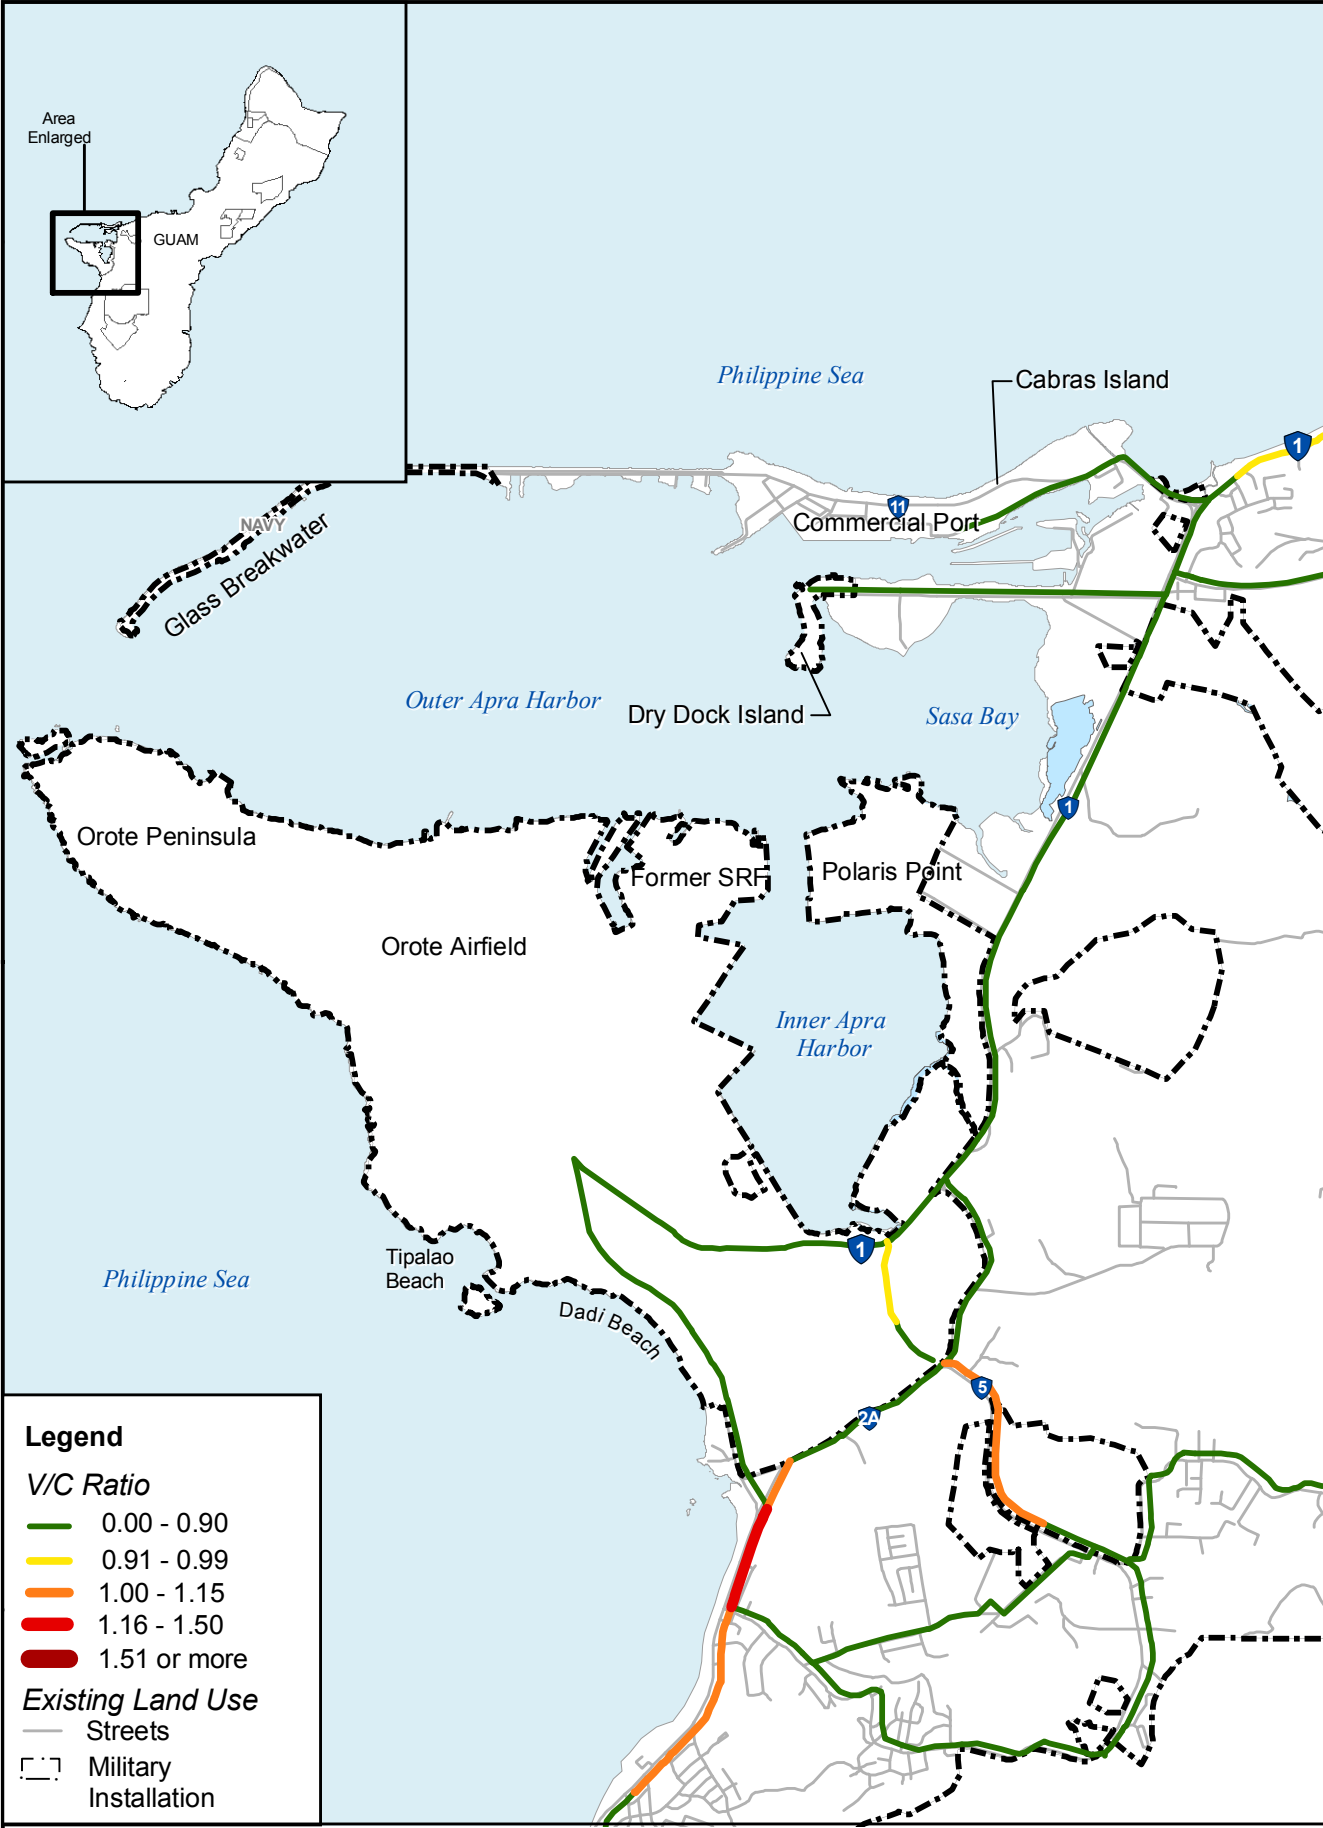 Area
Enlarged
GUAM
Philippine Sea
Cabras Island
1
11
Commercial Port
NAVY
Glass Breakwater
Outer Apra Harbor
Dry Dock Island
Sasa Bay
1
Orote Peninsula
Former SRF
Polaris Point
Orote Airfield
Inner Apra
Harbor
Tipalao
Beach
1
Philippine Sea
Dadi Beach
5
2A
Legend
V/C Ratio
0.00 - 0.90
0.91 - 0.99
1.00 - 1.15
1.16 - 1.50
1.51 or more
Existing Land Use
Streets
Military
Installation